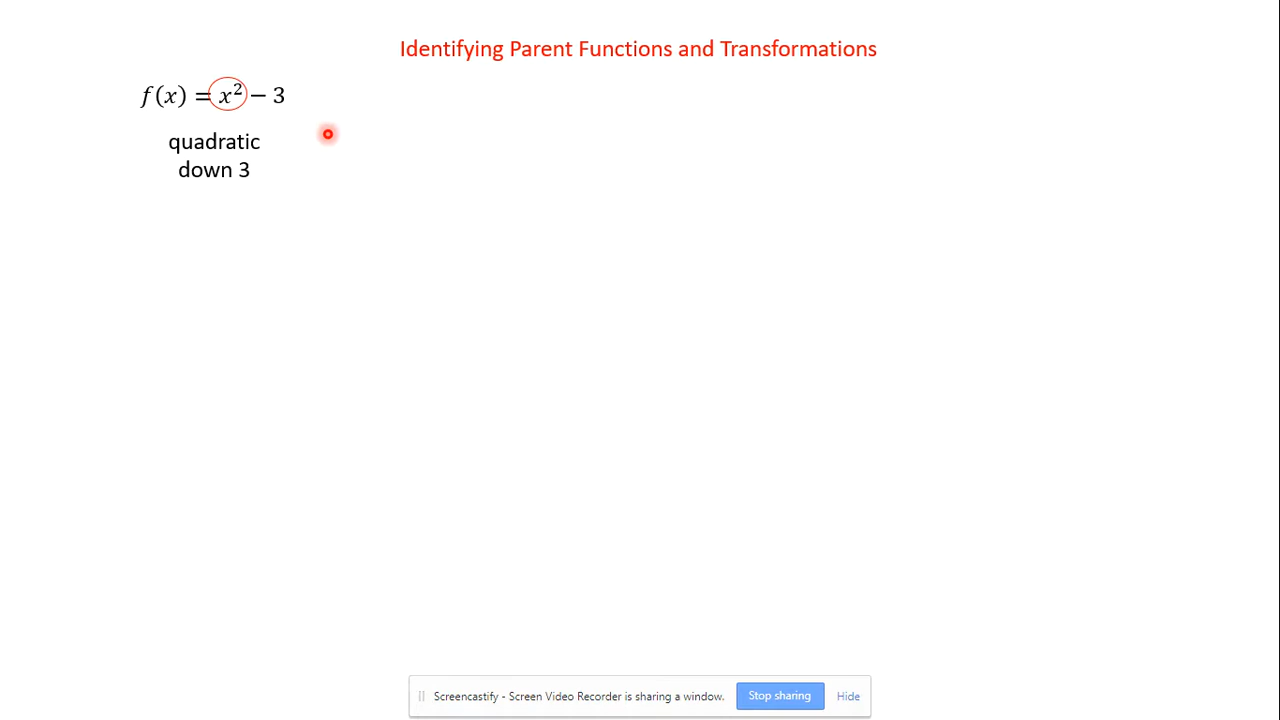 Identifying Parent Functions and Transformations
f(x) = x² − 3
quadratic
down 3
Screencastify - Screen Video Recorder is sharing a window. Stop sharing Hide